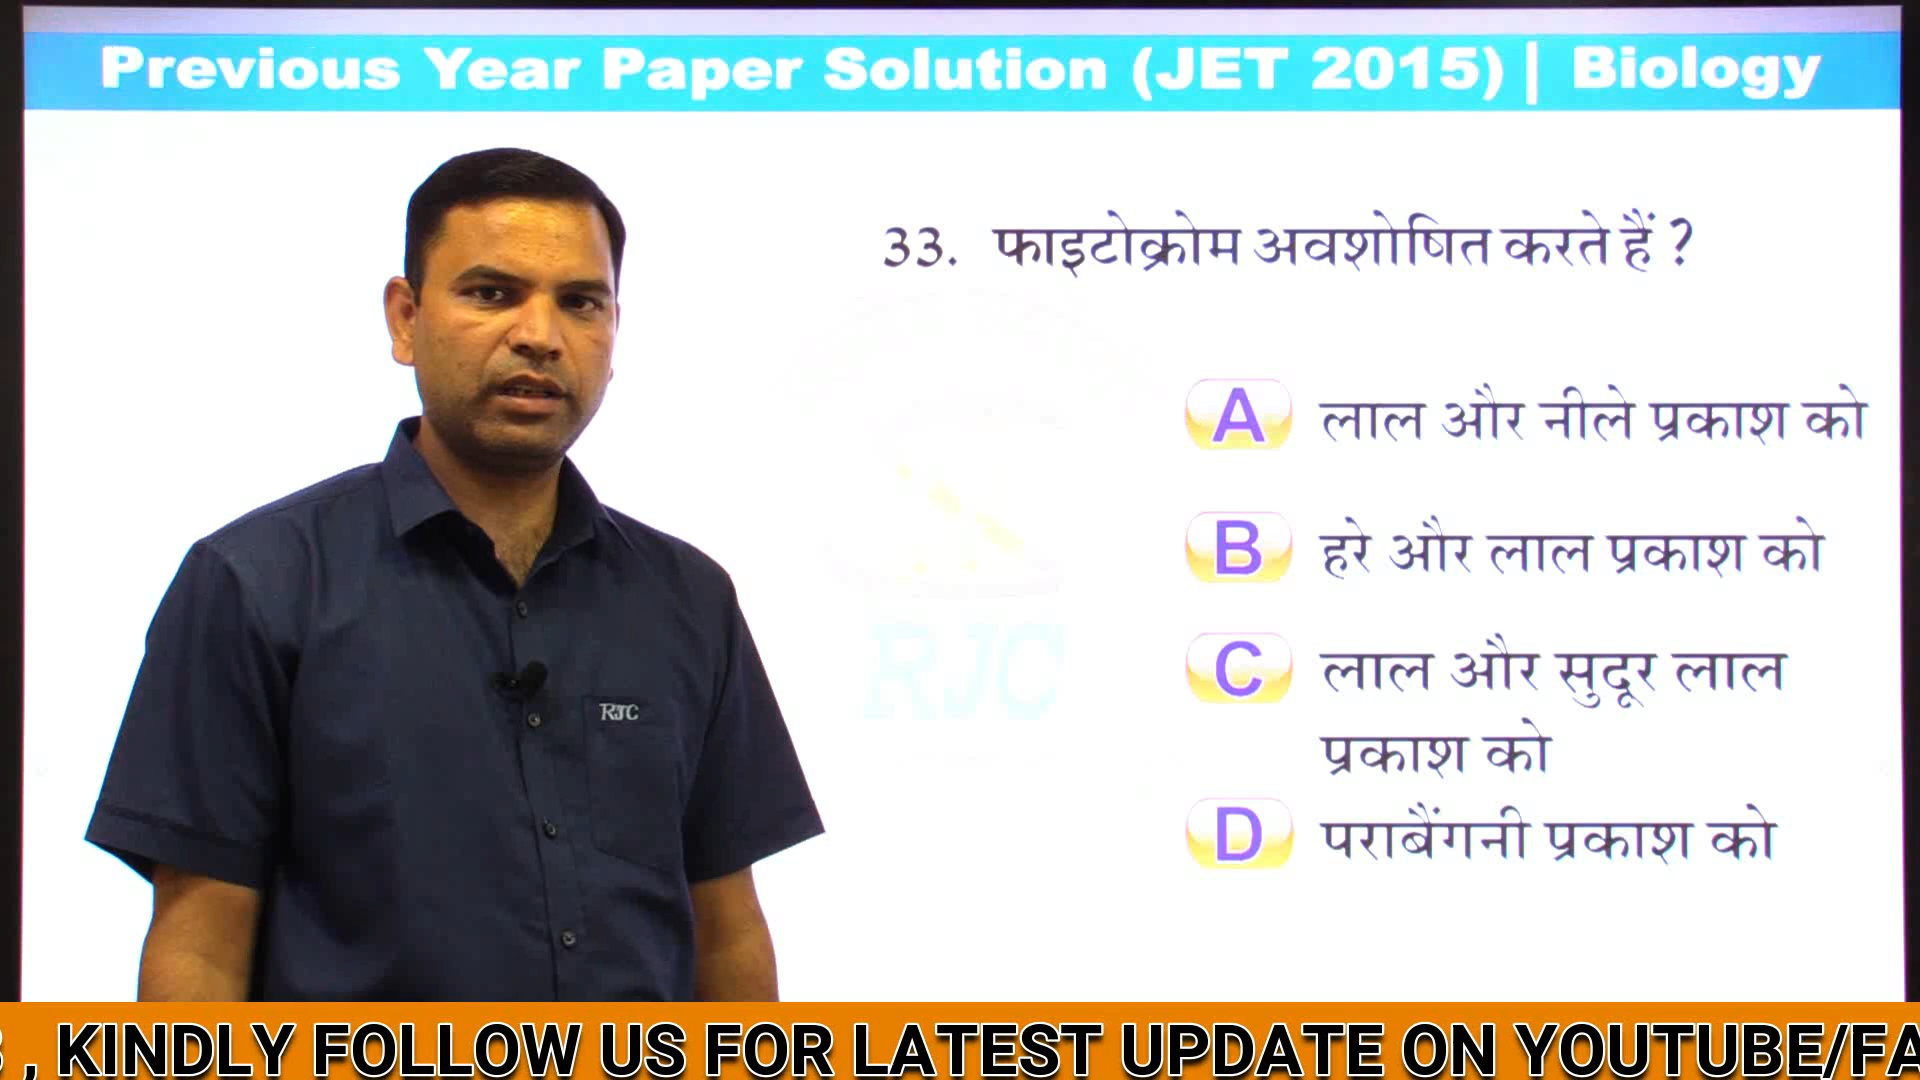 Previous Year Paper Solution (JET 2015) | Biology
33. फाइटोक्रोम अवशोषित करते हैं ?
A लाल और नीले प्रकाश को
B हरे और लाल प्रकाश को
C लाल और सुदूर लाल
प्रकाश को
D पराबैंगनी प्रकाश को
RJC
RJC
, KINDLY FOLLOW US FOR LATEST UPDATE ON YOUTUBE/FA